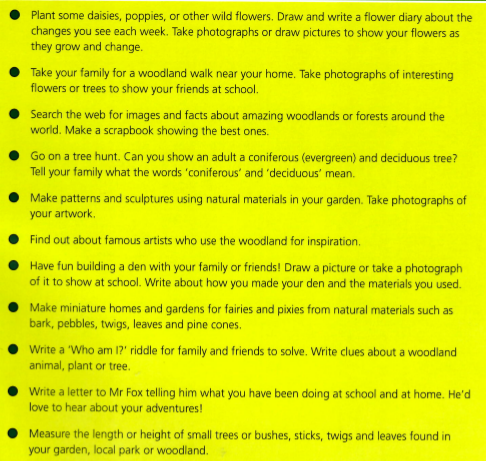 ● Plant some daisies, poppies, or other wild flowers. Draw and write a flower diary about the
changes you see each week. Take photographs or draw pictures to show your flowers as
they grow and change.
● Take your family for a woodland walk near your home. Take photographs of interesting
flowers or trees to show your friends at school.
● Search the web for images and facts about amazing woodlands or forests around the
world. Make a scrapbook showing the best ones.
● Go on a tree hunt. Can you show an adult a coniferous (evergreen) and deciduous tree?
Tell your family what the words 'coniferous' and 'deciduous' mean.
● Make patterns and sculptures using natural materials in your garden. Take photographs of
your artwork.
● Find out about famous artists who use the woodland for inspiration.
● Have fun building a den with your family or friends! Draw a picture or take a photograph
of it to show at school. Write about how you made your den and the materials you used.
● Make miniature homes and gardens for fairies and pixies from natural materials such as
bark, pebbles, twigs, leaves and pine cones.
● Write a 'Who am I?' riddle for family and friends to solve. Write clues about a woodland
animal, plant or tree.
● Write a letter to Mr Fox telling him what you have been doing at school and at home. He'd
love to hear about your adventures!
● Measure the length or height of small trees or bushes, sticks, twigs and leaves found in
your garden, local park or woodland.